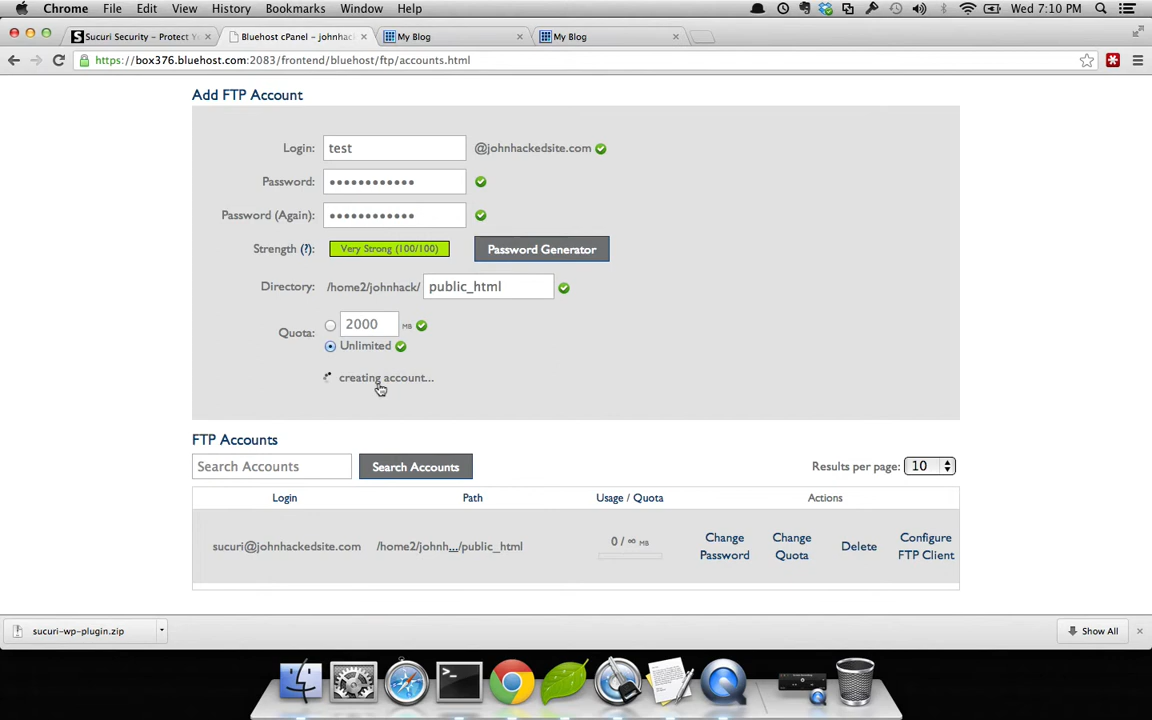 Chrome File Edit View History Bookmarks Window Help Wed 7:10 PM
Sucuri Security - Protect Y Bluehost cPanel - johnhac My Blog My Blog
https://box376.bluehost.com:2083/frontend/bluehost/ftp/accounts.html
Add FTP Account
Login: test @johnhackedsite.com
Password: ••••••••••••
Password (Again): ••••••••••••
Strength (?): Very Strong (100/100) Password Generator
Directory: /home2/johnhack/ public_html
Quota: 2000 MB
Unlimited
creating account...
FTP Accounts
Search Accounts Search Accounts Results per page: 10
Login Path Usage / Quota Actions
sucuri@johnhackedsite.com /home2/johnh.../public_html 0 / ∞ MB Change Password Change Quota Delete Configure FTP Client
sucuri-wp-plugin.zip Show All